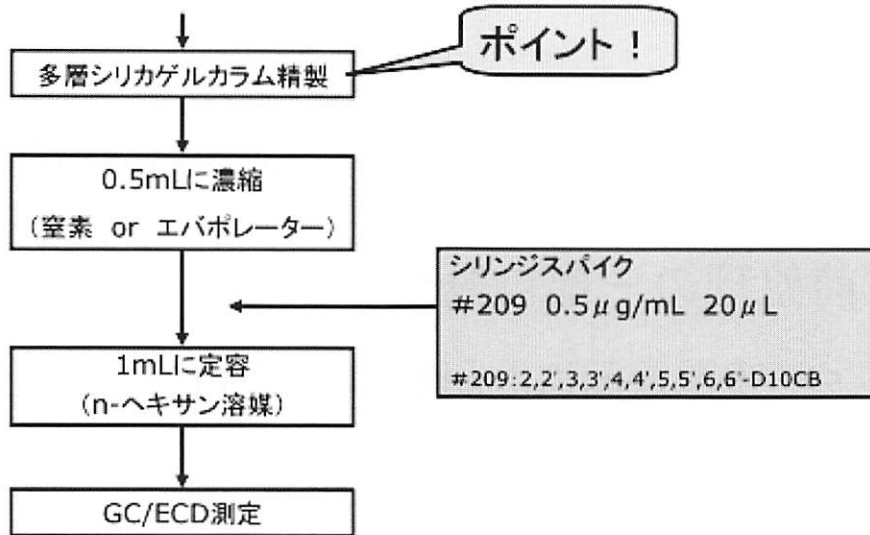 ポイント！
多層シリカゲルカラム精製
0.5mLに濃縮
(窒素 or エバポレーター)
シリンジスパイク
#209 0.5μg/mL 20μL
#209:2,2',3,3',4,4',5,5',6,6'-D10CB
1mLに定容
(n-ヘキサン溶媒)
GC/ECD測定